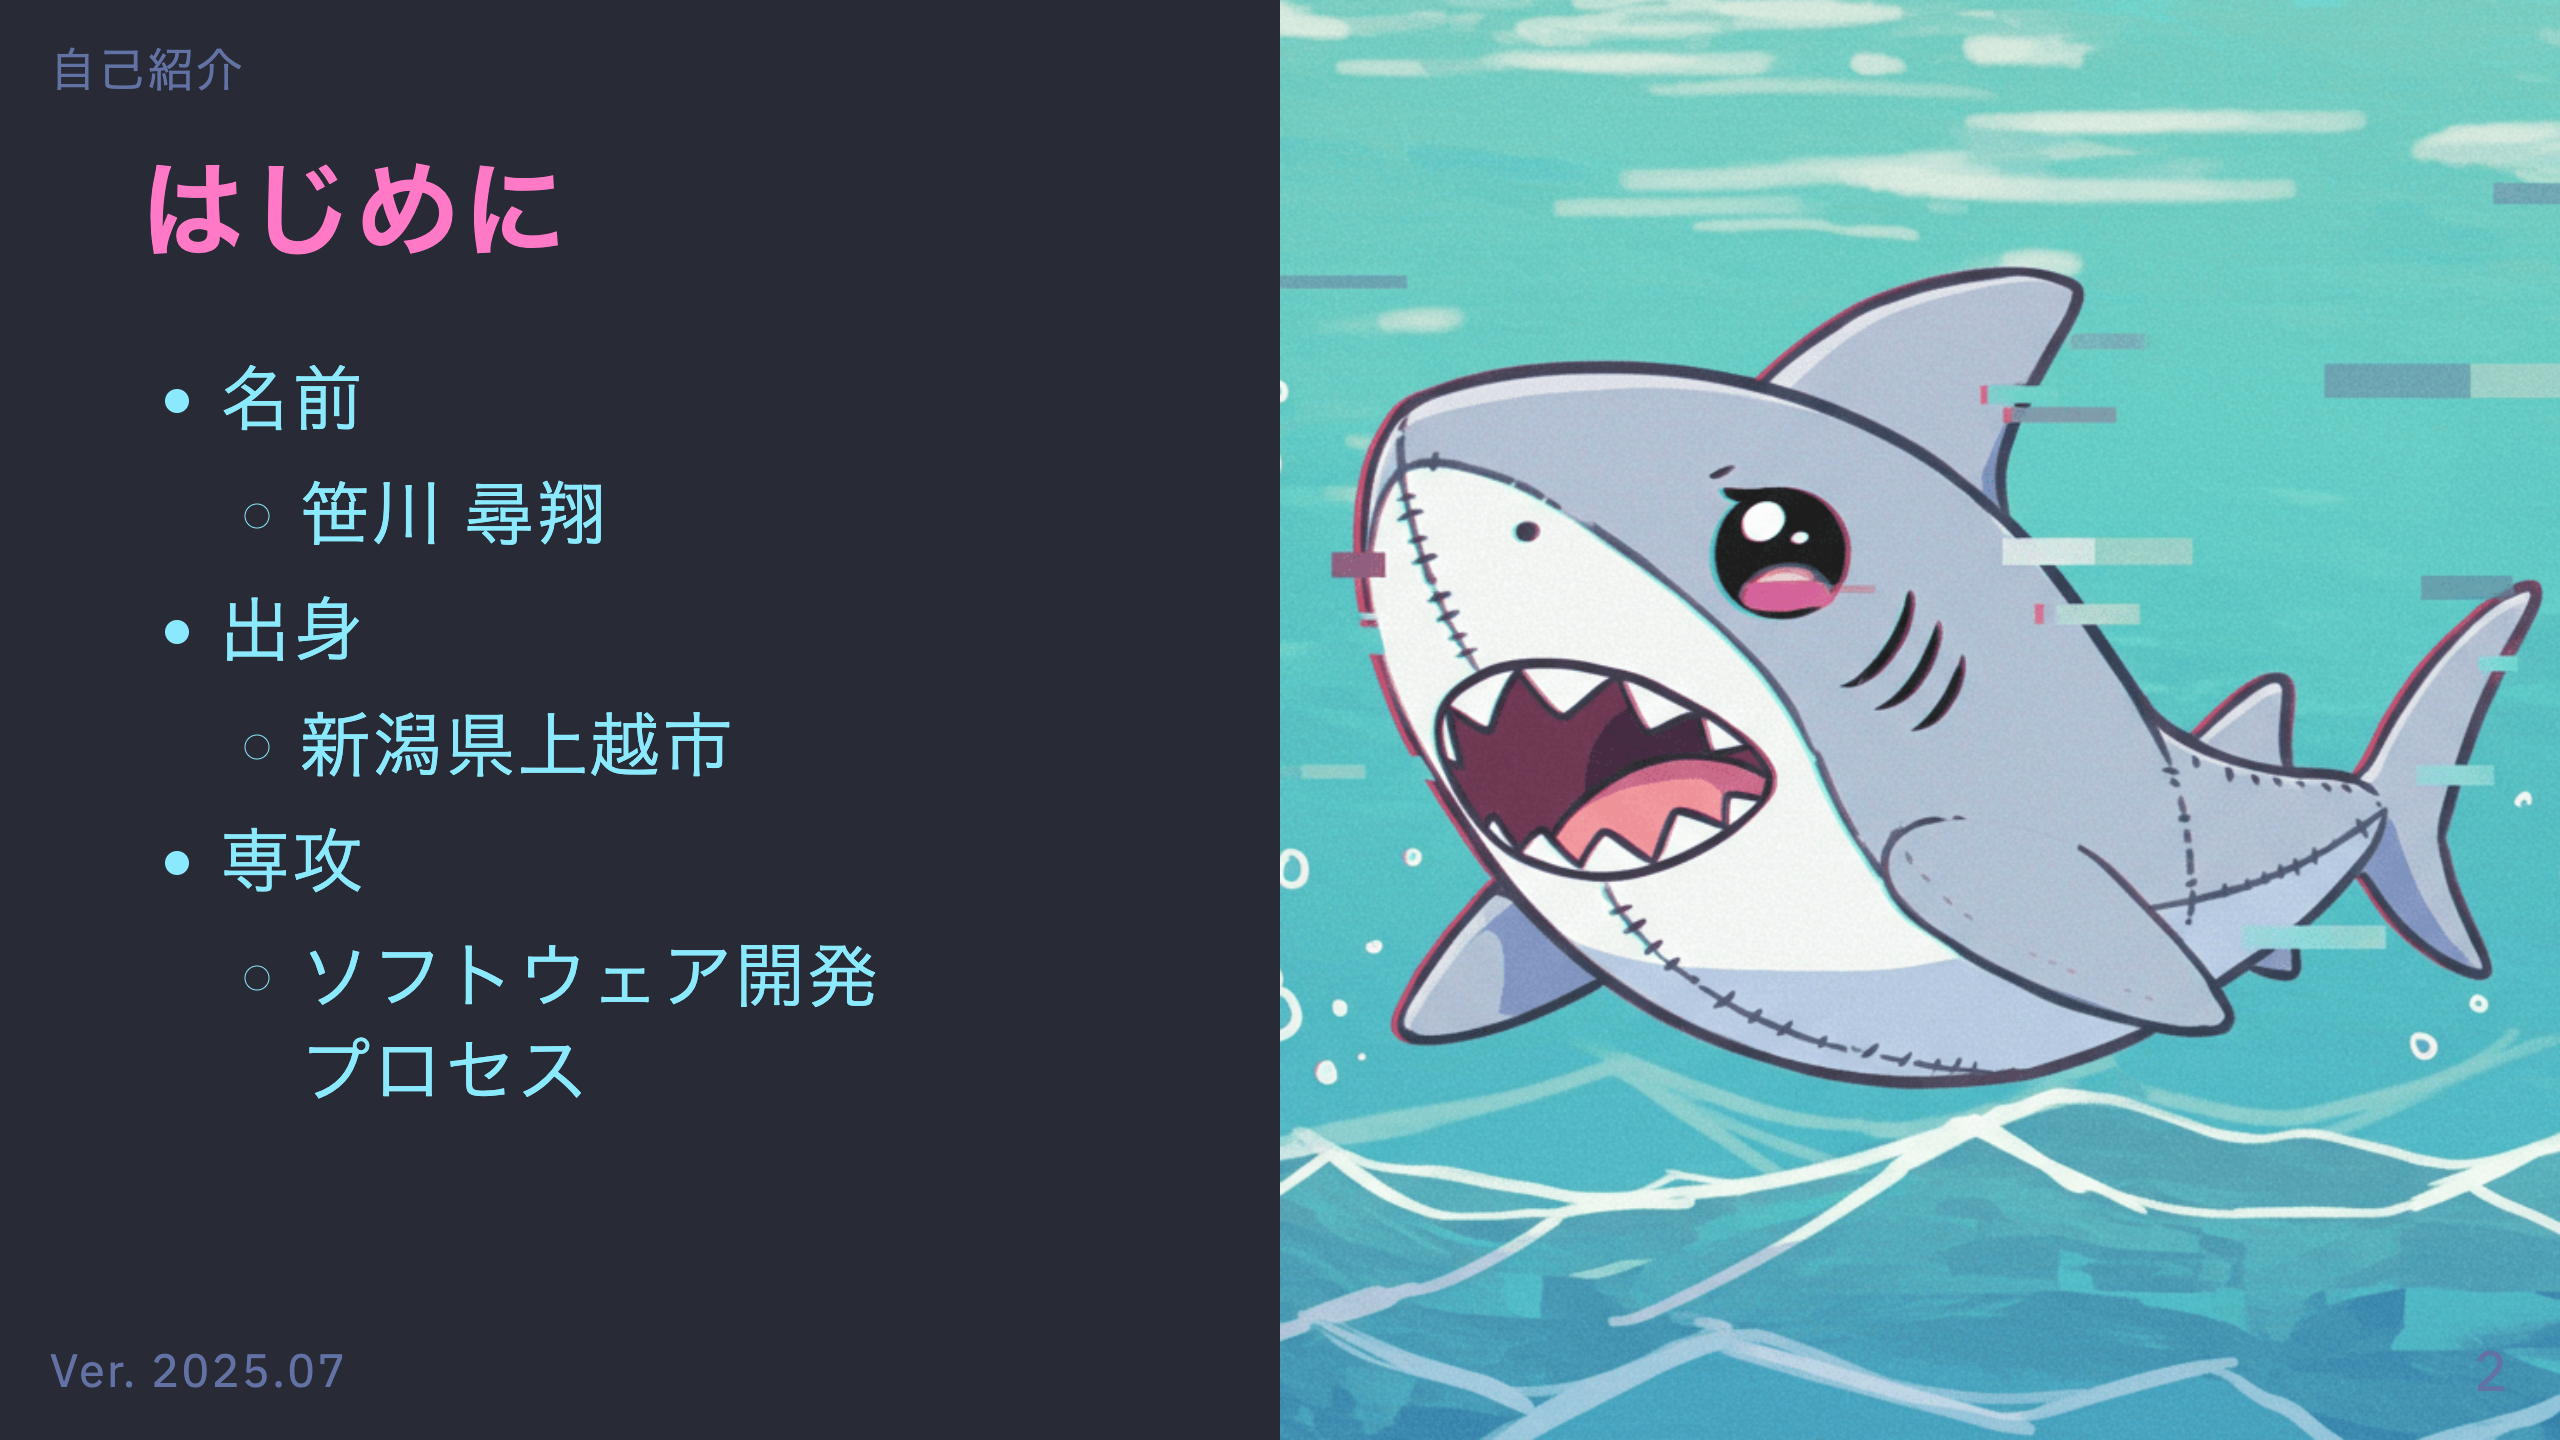 自己紹介
はじめに
名前
笹川 尋翔
出身
新潟県上越市
専攻
ソフトウェア開発
プロセス
Ver. 2025.07
2